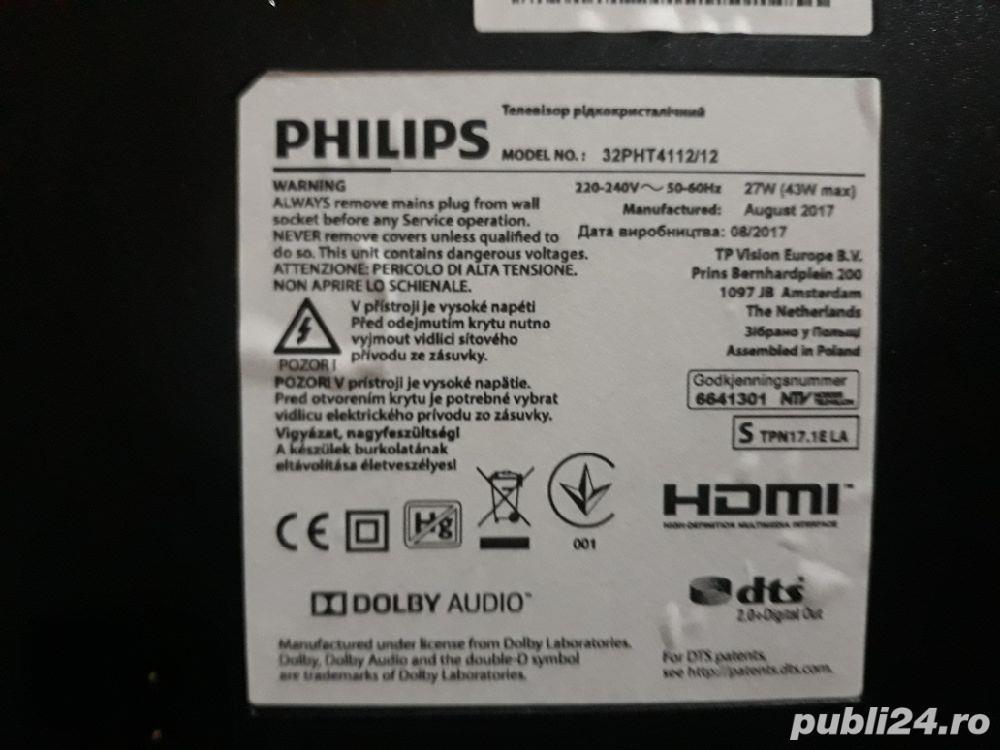 Телевізор рідкокристалічний
PHILIPS
MODEL NO.: 32PHT4112/12
WARNING
ALWAYS remove mains plug from wall
socket before any Service operation.
NEVER remove covers unless qualified to
do so. This unit contains dangerous voltages.
ATTENZIONE: PERICOLO DI ALTA TENSIONE.
NON APRIRE LO SCHIENALE.
220-240V~ 50-60Hz 27W (43W max)
Manufactured: August 2017
Дата виробництва: 08/2017
TP Vision Europe B.V.
Prins Bernhardplein 200
1097 JB Amsterdam
The Netherlands
Зібрано у Польщі
Assembled in Poland
V přístroji je vysoké napětí
Před odejmutím krytu nutno
vyjmout vidlici síťového
přívodu ze zásuvky.
POZOR !
POZOR! V prístroji je vysoké napätie.
Pred otvorením krytu je potrebné vybrat
vidlicu elektrického prívodu zo zásuvky.
Vigyázat, nagyfeszültség!
A készülek burkolatának
eltávolítása életveszélyes!
Godkjenningsnummer
6641301
S TPN17.1E LA
CE
Hg
001
HDMI™
HIGH-DEFINITION MULTIMEDIA INTERFACE
DOLBY AUDIO™
dts
2.0+Digital Out
Manufactured under license from Dolby Laboratories.
Dolby, Dolby Audio and the double-D symbol
are trademarks of Dolby Laboratories.
For DTS patents,
see http://patents.dts.com.
publi24.ro